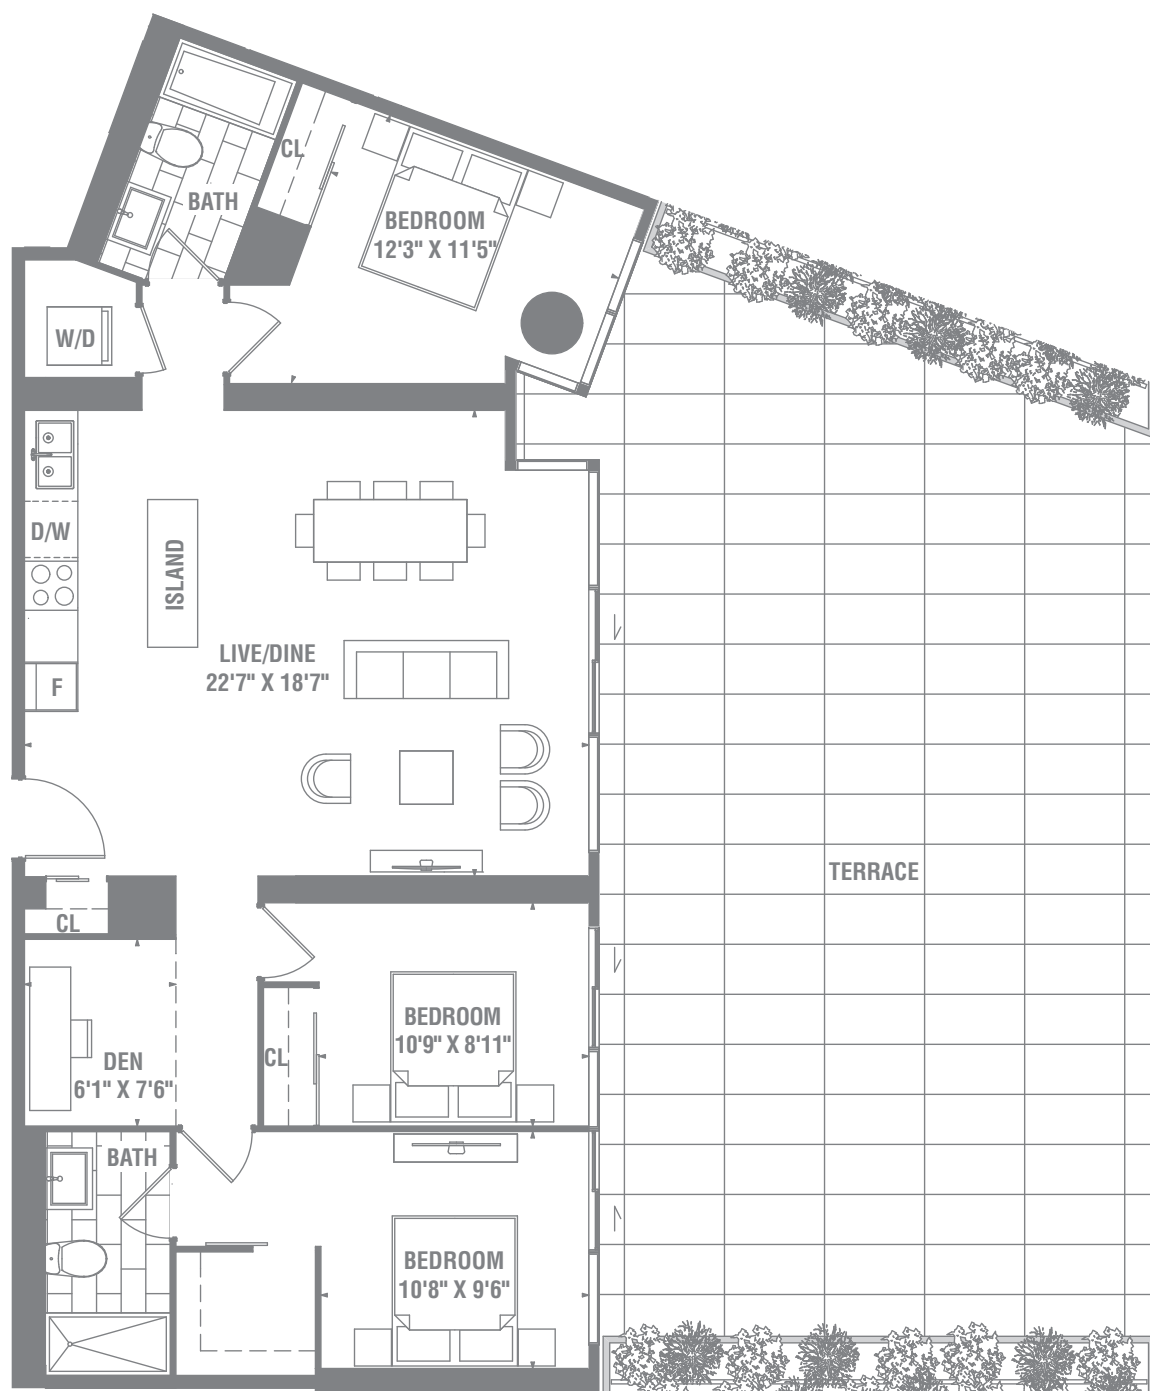 CL
BATH
BEDROOM
12'3" X 11'5"
W/D
D/W
ISLAND
LIVE/DINE
22'7" X 18'7"
F
TERRACE
CL
BEDROOM
10'9" X 8'11"
CL
DEN
6'1" X 7'6"
BATH
BEDROOM
10'8" X 9'6"